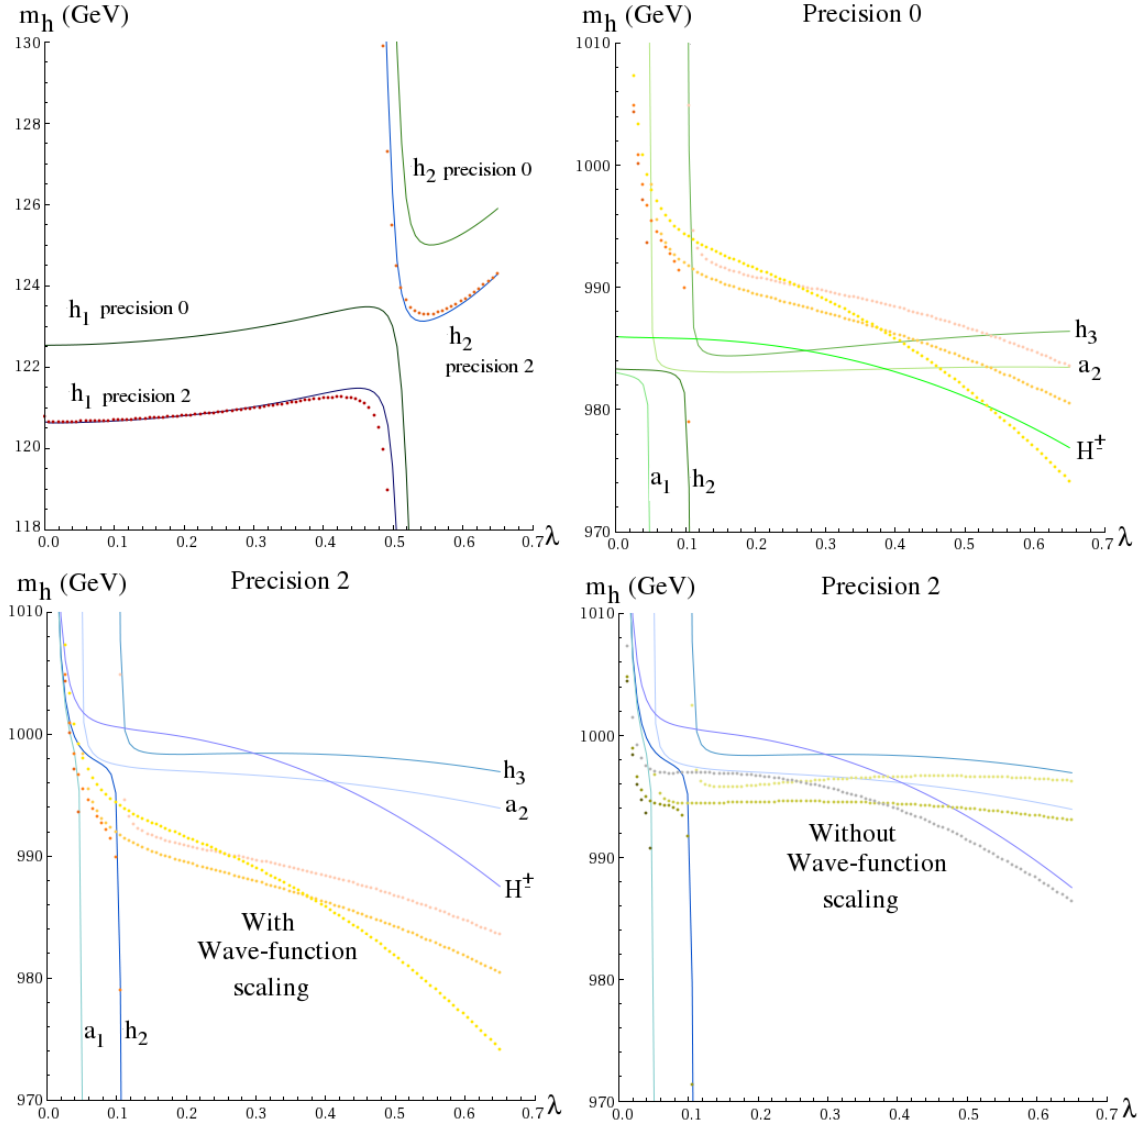 m_h (GeV)
130
128
126
124
122
120
118
0.0 0.1 0.2 0.3 0.4 0.5 0.6 0.7 λ
h_2 precision 0
h_1 precision 0
h_2
precision 2
h_1 precision 2
m_h (GeV) Precision 0
1010
1000
990
980
970
0.0 0.1 0.2 0.3 0.4 0.5 0.6 0.7 λ
h_3
a_2
H^±
a_1 h_2
m_h (GeV) Precision 2
1010
1000
990
980
970
0.0 0.1 0.2 0.3 0.4 0.5 0.6 0.7 λ
h_3
a_2
H^±
With
Wave-function
scaling
a_1 h_2
m_h (GeV) Precision 2
1010
1000
990
980
970
0.0 0.1 0.2 0.3 0.4 0.5 0.6 0.7 λ
Without
Wave-function
scaling